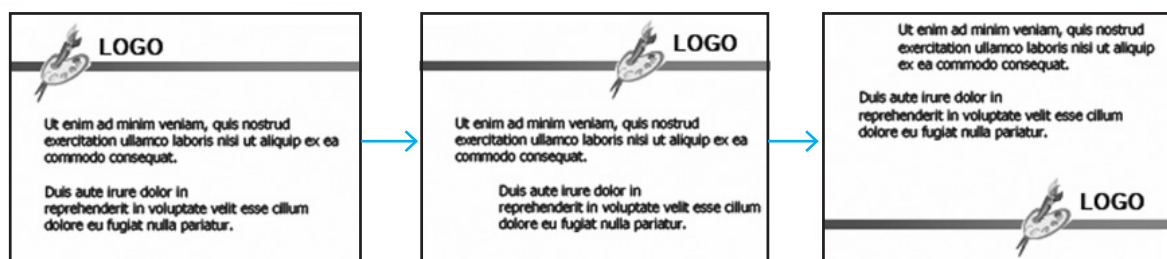 LOGO
Ut enim ad minim veniam, quis nostrud
exercitation ullamco laboris nisi ut aliquip ex ea
commodo consequat.
Duis aute irure dolor in
reprehenderit in voluptate velit esse cillum
dolore eu fugiat nulla pariatur.
LOGO
Ut enim ad minim veniam, quis nostrud
exercitation ullamco laboris nisi ut aliquip ex ea
commodo consequat.
Duis aute irure dolor in
reprehenderit in voluptate velit esse cillum
dolore eu fugiat nulla pariatur.
Ut enim ad minim veniam, quis nostrud
exercitation ullamco laboris nisi ut aliquip
ex ea commodo consequat.
Duis aute irure dolor in
reprehenderit in voluptate velit esse cillum
dolore eu fugiat nulla pariatur.
LOGO